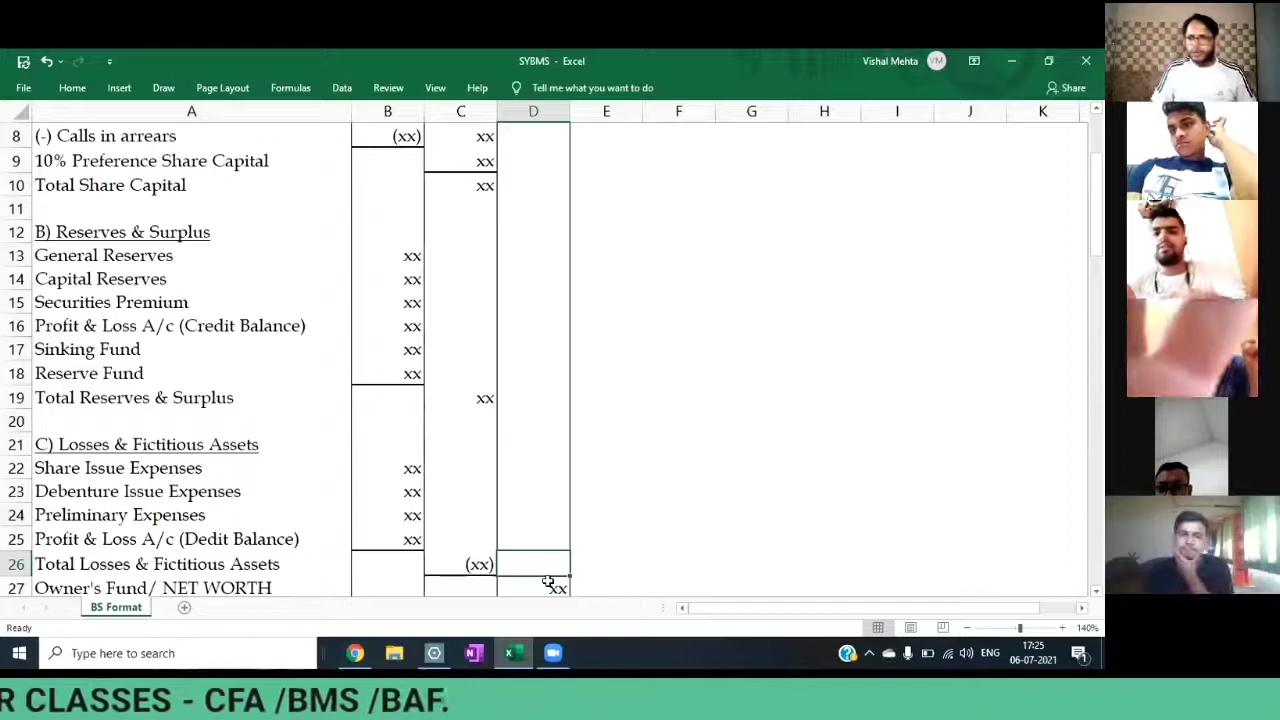 SYBMS - Excel
Vishal Mehta VM
File Home Insert Draw Page Layout Formulas Data Review View Help Tell me what you want to do Share
A B C D E F G H I J K
8 (-) Calls in arrears (xx) xx
9 10% Preference Share Capital xx
10 Total Share Capital xx
11
12 B) Reserves & Surplus
13 General Reserves xx
14 Capital Reserves xx
15 Securities Premium xx
16 Profit & Loss A/c (Credit Balance) xx
17 Sinking Fund xx
18 Reserve Fund xx
19 Total Reserves & Surplus xx
20
21 C) Losses & Fictitious Assets
22 Share Issue Expenses xx
23 Debenture Issue Expenses xx
24 Preliminary Expenses xx
25 Profit & Loss A/c (Dedit Balance) xx
26 Total Losses & Fictitious Assets (xx)
27 Owner's Fund/ NET WORTH xx
BS Format
Ready 140%
Type here to search ENG 17:25
06-07-2021 1
R CLASSES - CFA /BMS /BAF.